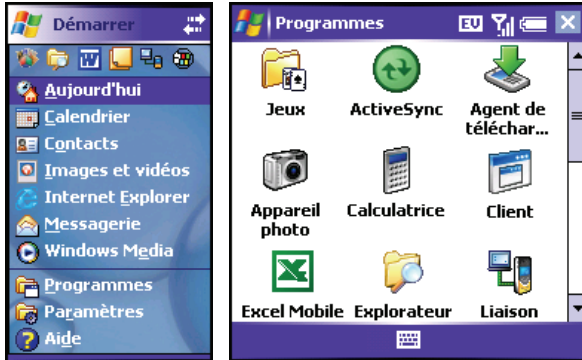 Démarrer
Aujourd'hui
Calendrier
Contacts
Images et vidéos
Internet Explorer
Messagerie
Windows Media
Programmes
Paramètres
Aide
Programmes EV
Jeux ActiveSync Agent de
téléchar...
Appareil Calculatrice Client
photo
Excel Mobile Explorateur Liaison